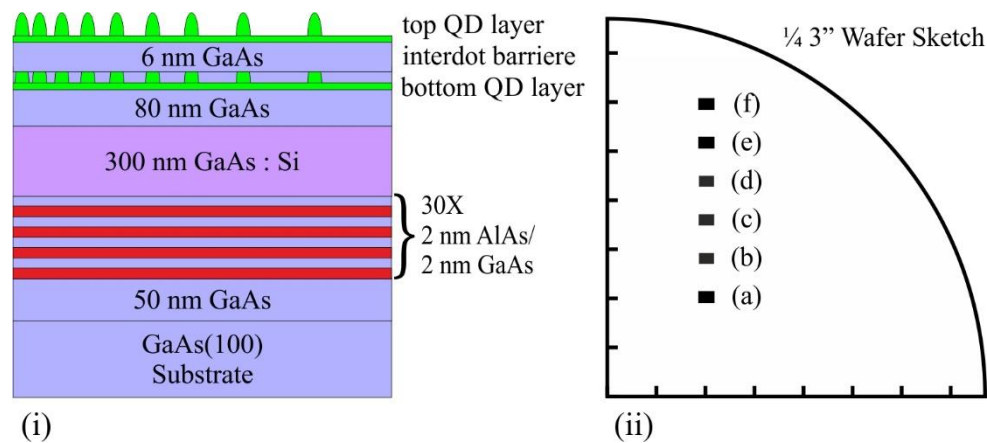 top QD layer
6 nm GaAs
interdot barriere
bottom QD layer
80 nm GaAs
300 nm GaAs : Si
30X
2 nm AlAs/
2 nm GaAs
50 nm GaAs
GaAs(100)
Substrate
(i)
¼ 3” Wafer Sketch
(f)
(e)
(d)
(c)
(b)
(a)
(ii)